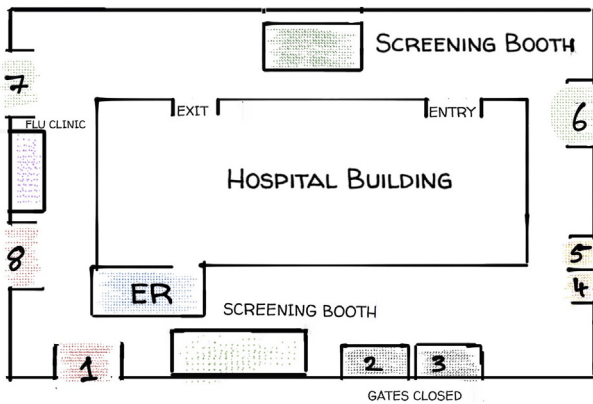 SCREENING BOOTH
7
EXIT
ENTRY
6
FLU CLINIC
HOSPITAL BUILDING
8
5
4
ER
SCREENING BOOTH
1
2
3
GATES CLOSED